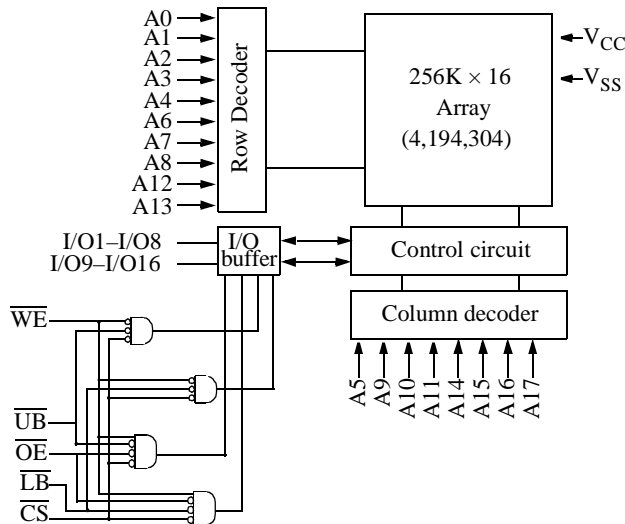 A0
A1
A2
A3
A4
A6
A7
A8
A12
A13
Row Decoder
256K × 16
Array
(4,194,304)
VCC
VSS
I/O1–I/O8
I/O9–I/O16
I/O
buffer
Control circuit
Column decoder
A5
A9
A10
A11
A14
A15
A16
A17
WE
UB
OE
LB
CS